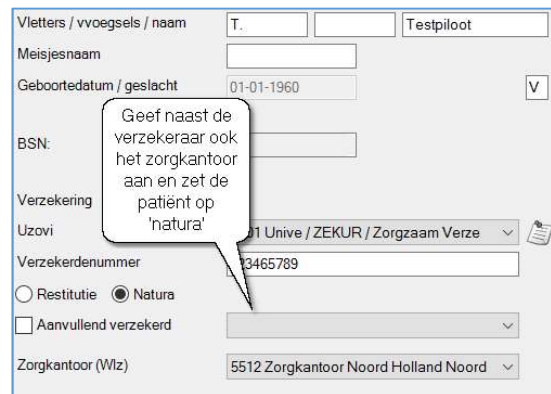 Vletters / vvoegsels / naam T. Testpiloot
Meisjesnaam
Geboortedatum / geslacht 01-01-1960 V
Geef naast de
verzekeraar ook
het zorgkantoor
aan en zet de
patiënt op
'natura'
BSN:
Verzekering
Uzovi 01 Unive / ZEKUR / Zorgzaam Verze
Verzekerdenummer 23465789
Restitutie Natura
Aanvullend verzekerd
Zorgkantoor (Wlz) 5512 Zorgkantoor Noord Holland Noord